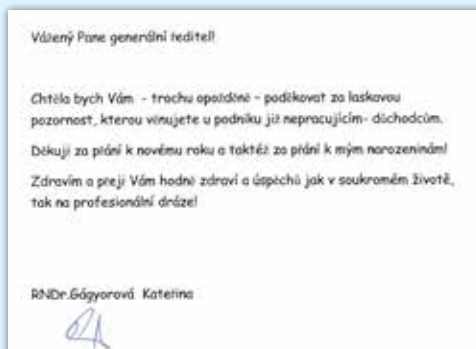 Vážený Pane generální řediteli!
Chtěla bych Vám - trochu opožděně - poděkovat za laskavou
pozornost, kterou věnujete u podniku již nepracujícím- důchodcům.
Děkuji za přání k novému roku a taktéž za přání k mým narozeninám!
Zdravím a přeji Vám hodně zdraví a úspěchů jak v soukromém životě,
tak na profesionální dráze!
RNDr.Gágyorová Kateřina